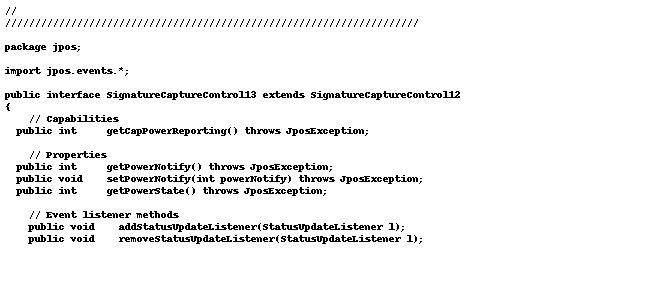 //
//////////////////////////////////////////////////////////////////////

package jpos;

import jpos.events.*;

public interface SignatureCaptureControl13 extends SignatureCaptureControl12
{
    // Capabilities
  public int     getCapPowerReporting() throws JposException;

    // Properties
  public int     getPowerNotify() throws JposException;
  public void    setPowerNotify(int powerNotify) throws JposException;
  public int     getPowerState() throws JposException;

    // Event listener methods
    public void    addStatusUpdateListener(StatusUpdateListener l);
    public void    removeStatusUpdateListener(StatusUpdateListener l);